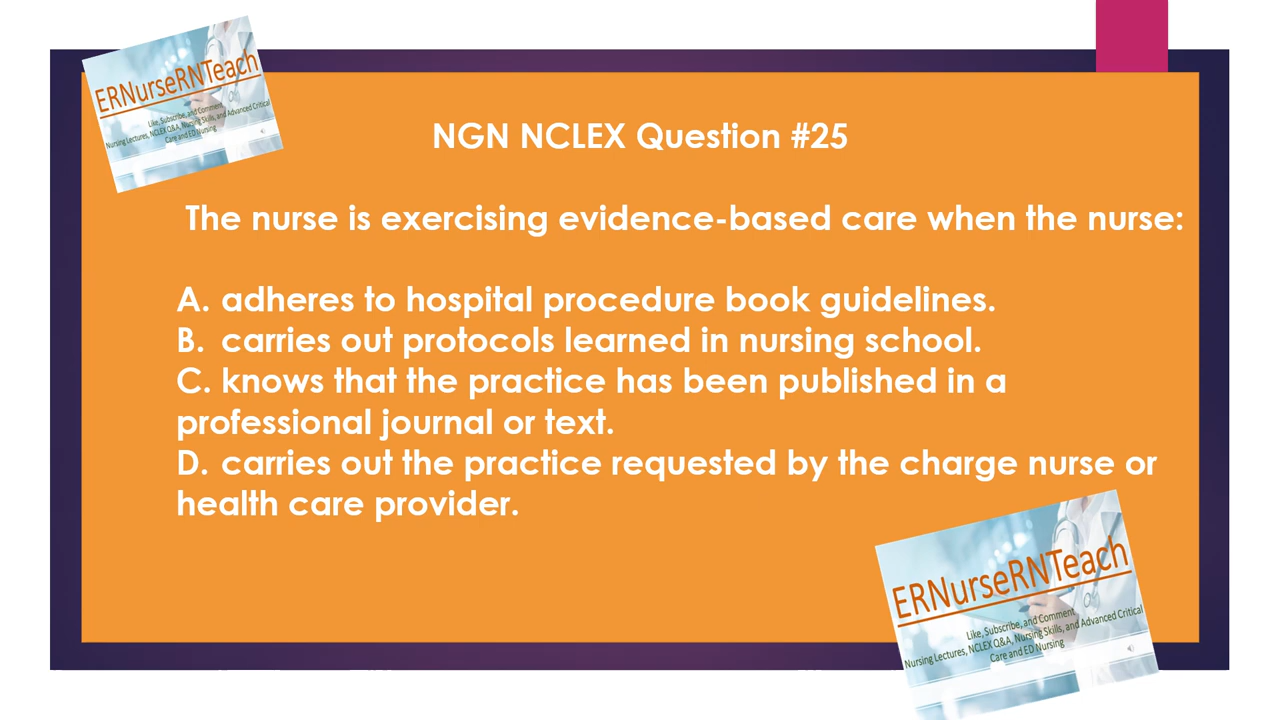 ERNurseRNTeach
Like, Subscribe, and Comment
Nursing Lectures, NCLEX Q&A, Nursing Skills, and Advanced Critical
Care and ED Nursing
NGN NCLEX Question #25
The nurse is exercising evidence-based care when the nurse:
A. adheres to hospital procedure book guidelines.
B. carries out protocols learned in nursing school.
C. knows that the practice has been published in a
professional journal or text.
D. carries out the practice requested by the charge nurse or
health care provider.
ERNurseRNTeach
Like, Subscribe, and Comment
Nursing Lectures, NCLEX Q&A, Nursing Skills, and Advanced Critical
Care and ED Nursing